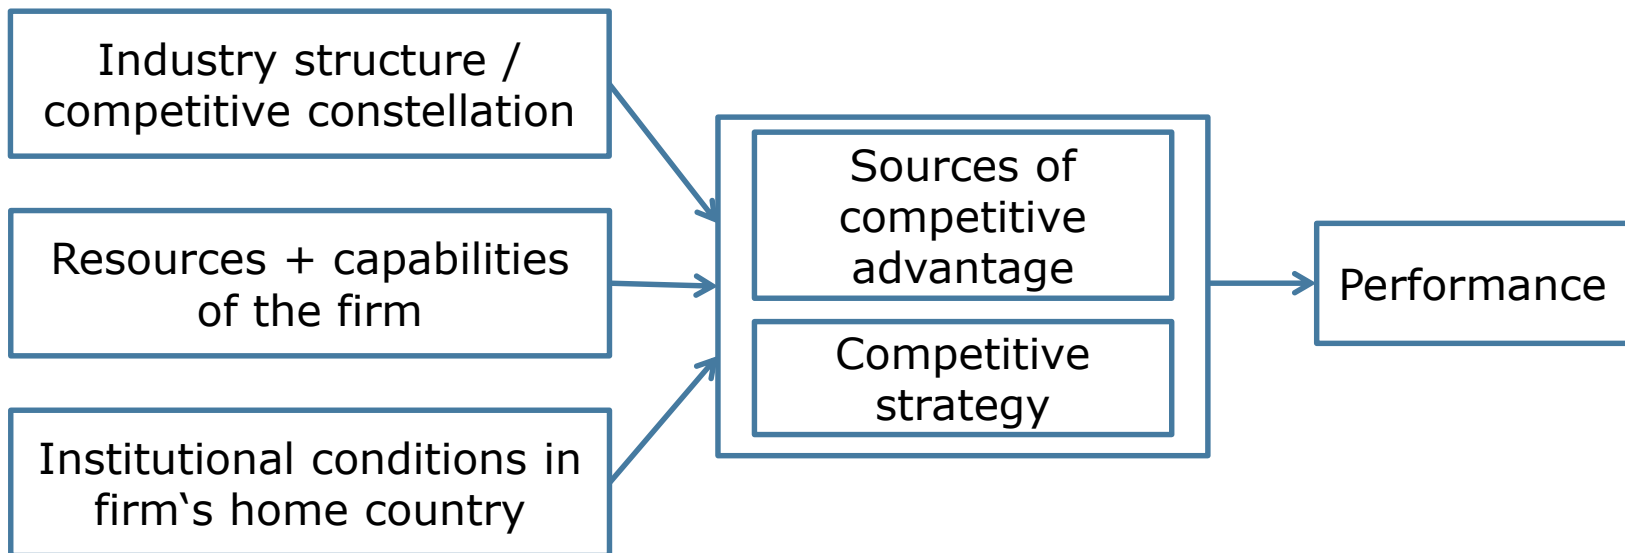 Industry structure /
competitive constellation
Resources + capabilities
of the firm
Institutional conditions in
firm‘s home country
Sources of
competitive
advantage
Competitive
strategy
Performance